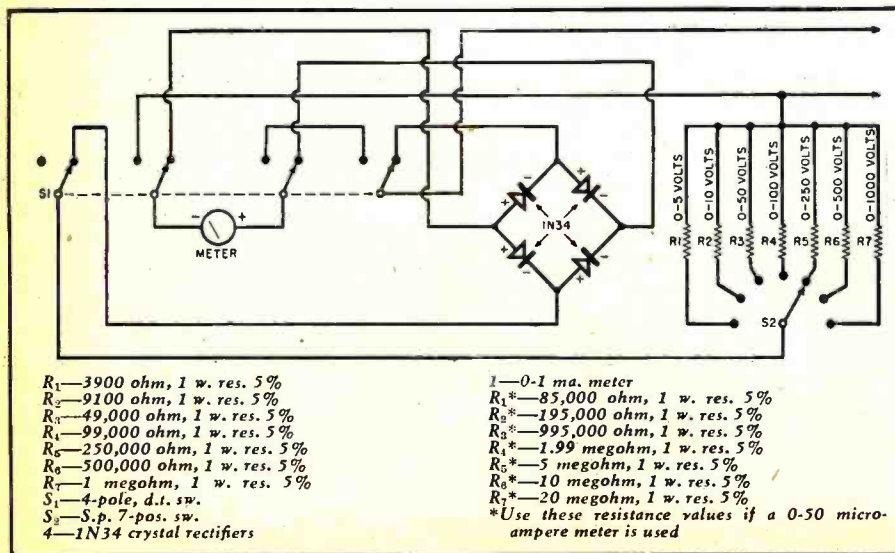 0-5 VOLTS
0-10 VOLTS
0-50 VOLTS
0-100 VOLTS
0-250 VOLTS
0-500 VOLTS
0-1000 VOLTS
S1
- +
METER
+ -
+ -
1N34
+ -
+ -
R1 R2 R3 R4 R5 R6 R7
S2
R₁—3900 ohm, 1 w. res. 5%
R₂—9100 ohm, 1 w. res. 5%
R₃—49,000 ohm, 1 w. res. 5%
R₄—99,000 ohm, 1 w. res. 5%
R₅—250,000 ohm, 1 w. res. 5%
R₆—500,000 ohm, 1 w. res. 5%
R₇—1 megohm, 1 w. res. 5%
S₁—4-pole, d.t. sw.
S₂—S.p. 7-pos. sw.
4—1N34 crystal rectifiers
1—0-1 ma. meter
R₁*—85,000 ohm, 1 w. res. 5%
R₂*—195,000 ohm, 1 w. res. 5%
R₃*—995,000 ohm, 1 w. res. 5%
R₄*—1.99 megohm, 1 w. res. 5%
R₅*—5 megohm, 1 w. res. 5%
R₆*—10 megohm, 1 w. res. 5%
R₇*—20 megohm, 1 w. res. 5%
*Use these resistance values if a 0-50 micro-
ampere meter is used